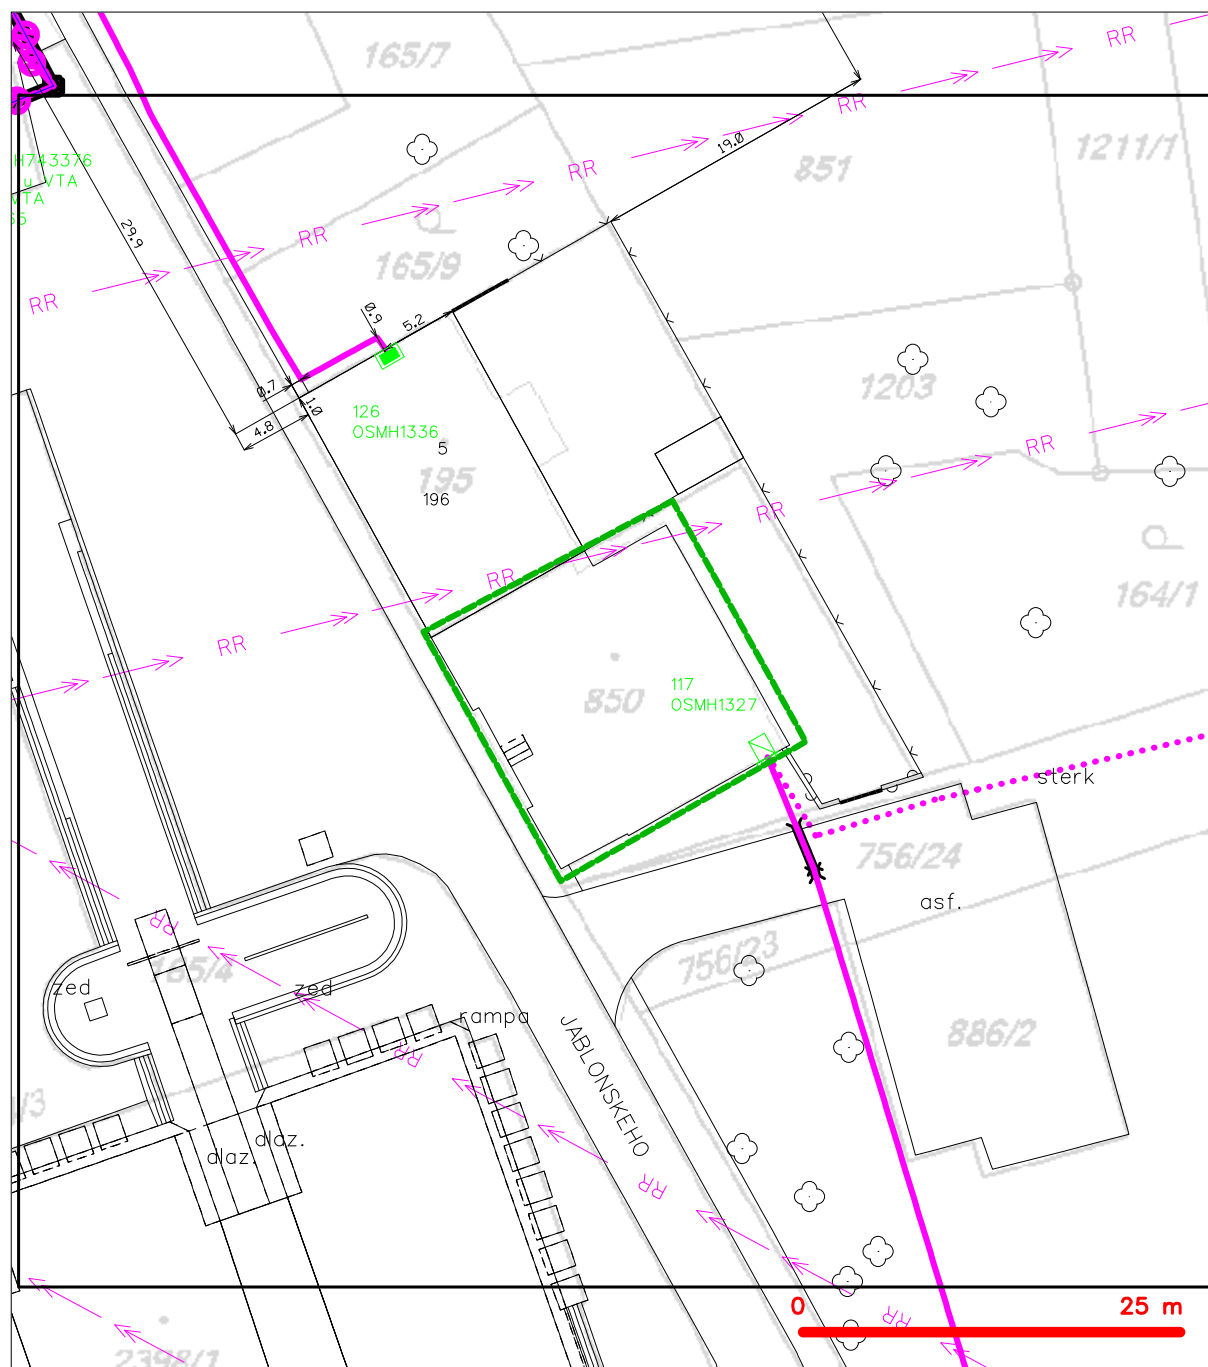 RR
165/7
RR
19.0
1211/1
851
H743376
u VTA
VTA
RR
29.9
RR
165/9
RR
0.9
5.2
0.7
1.0
4.8
126
OSMH1336
5
195
196
1203
RR
RR
RR
RR
164/1
117
OSMH1327
850
sterk
756/24
asf.
RR
165/4
756/23
zed
zed
rampa
RR
JABLONSKEHO
886/2
/3
dlaz.
dlaz.
RR
0
25 m
RR
2398/1